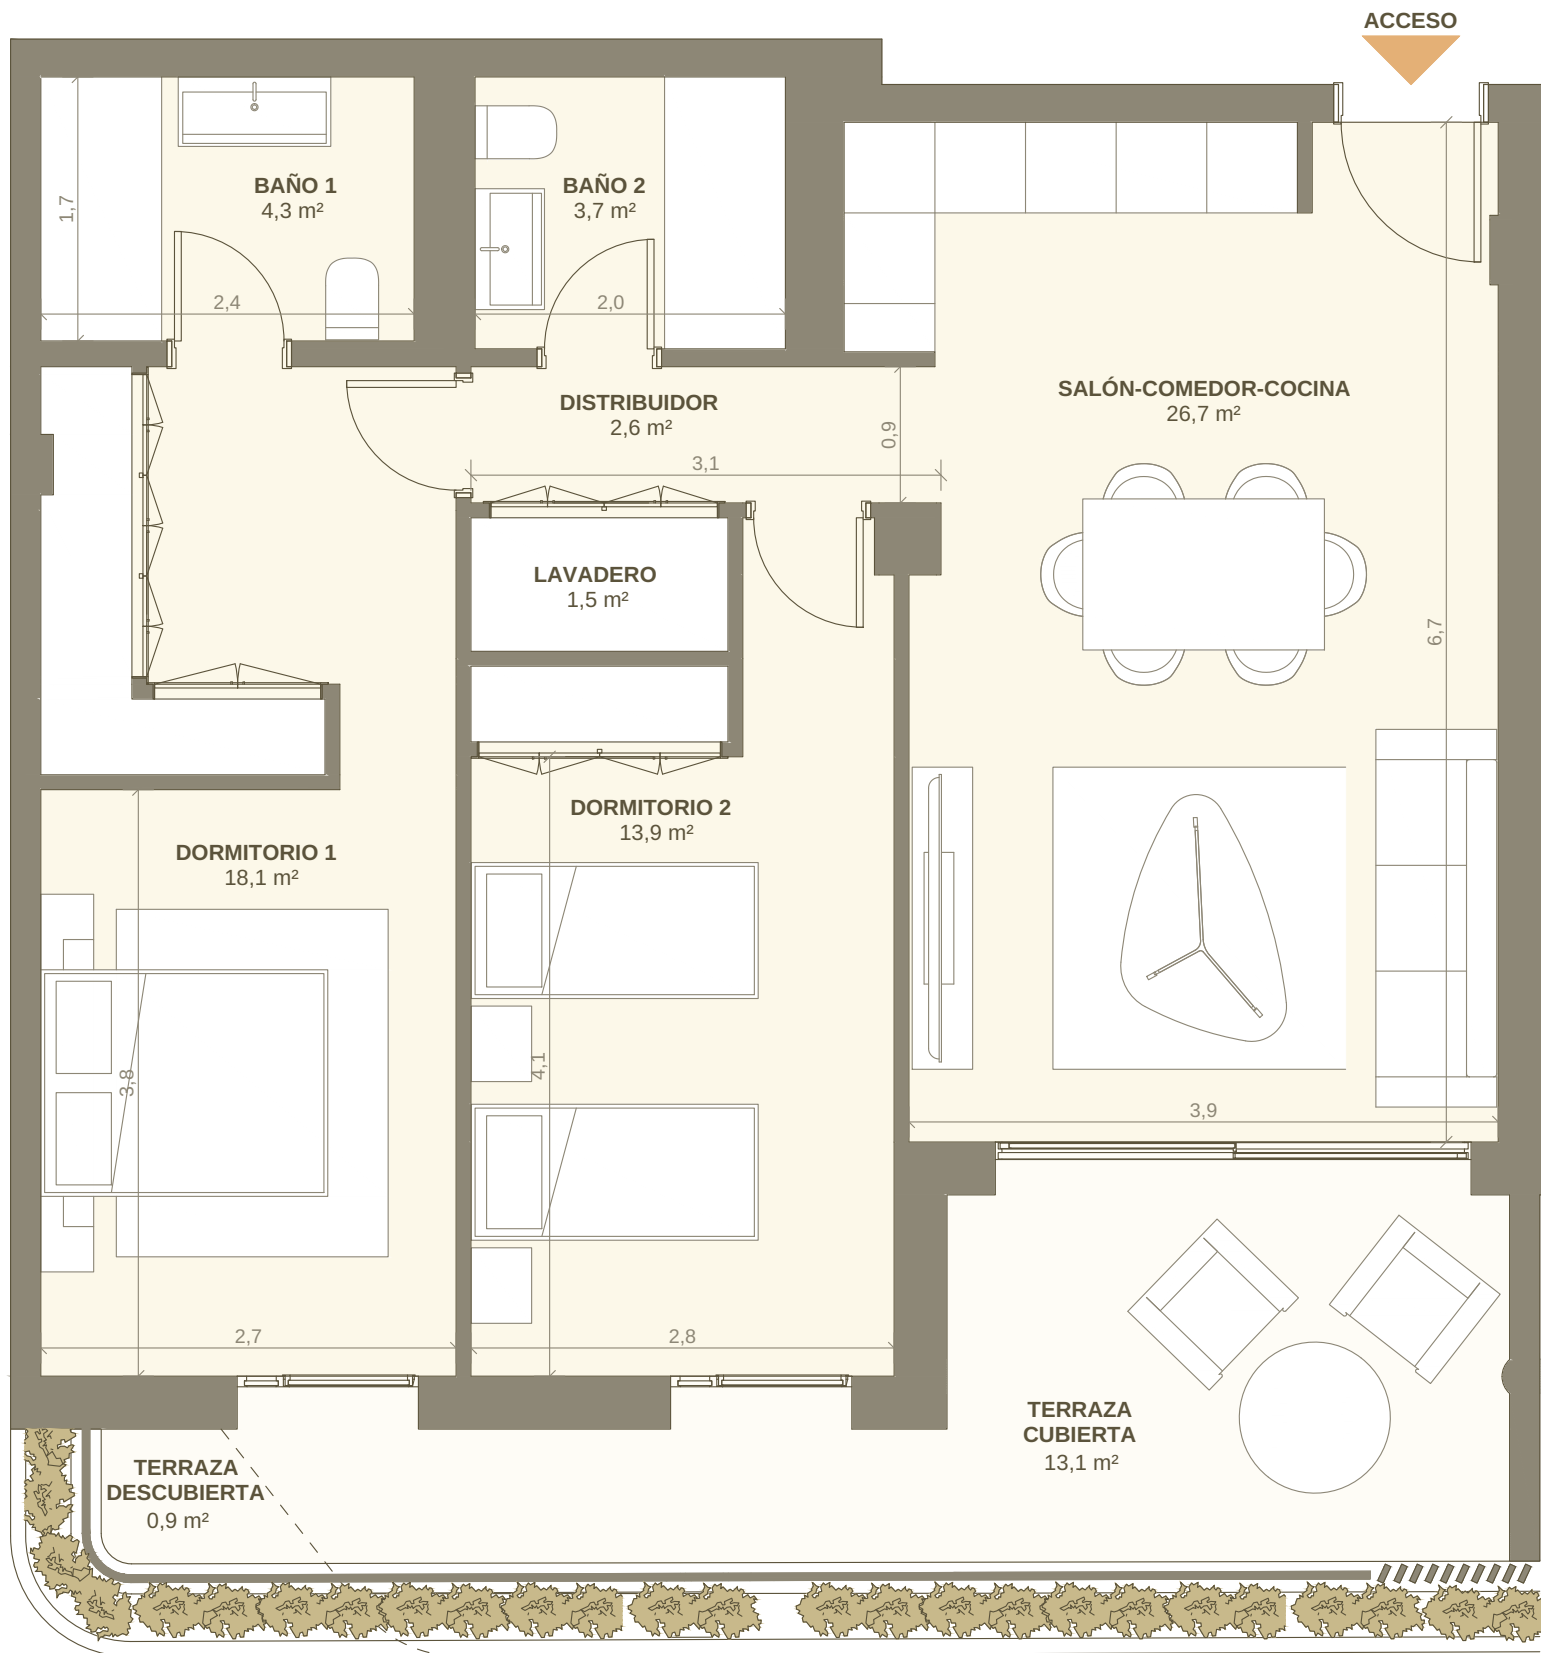 ACCESO
BAÑO 1
4,3 m²
1,7
2,4
BAÑO 2
3,7 m²
2,0
DISTRIBUIDOR
2,6 m²
3,1
0,9
SALÓN-COMEDOR-COCINA
26,7 m²
6,7
LAVADERO
1,5 m²
DORMITORIO 2
13,9 m²
DORMITORIO 1
18,1 m²
3,8
4,1
3,9
2,7
2,8
TERRAZA
CUBIERTA
13,1 m²
TERRAZA
DESCUBIERTA
0,9 m²